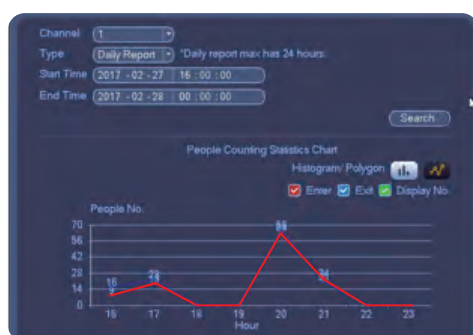 Channel 1
Type Daily Report *Daily report max has 24 hours.
Start Time 2017 - 02 - 27 16 : 00 : 00
End Time 2017 - 02 - 28 00 : 00 : 00
Search
People Counting Statistics Chart
Histogram/ Polygon
Enter Exit Display No.
People No.
70
56
42
28
14
0
16
16 17 18 19 20 21 22 23
Hour